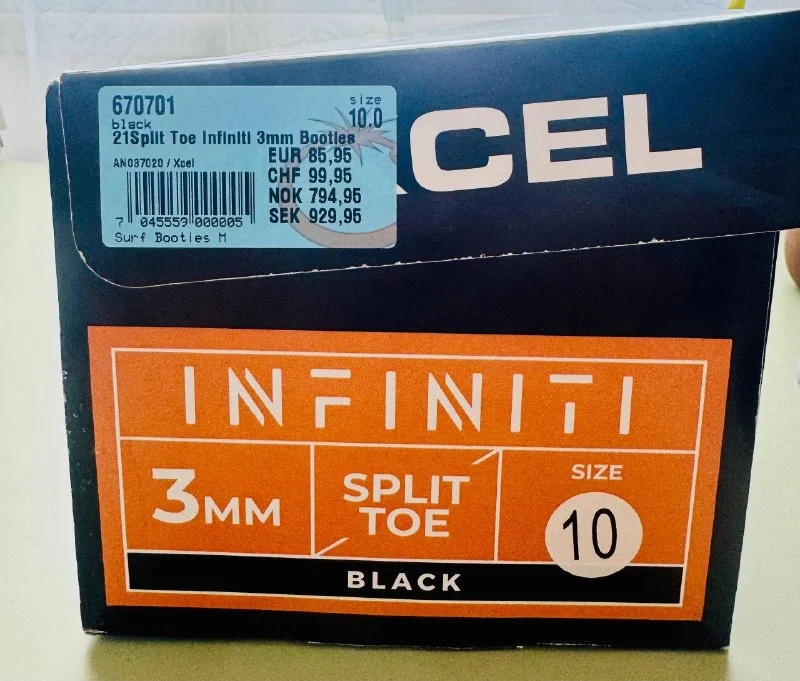 670701
size
black
10.0
21Split Toe Infiniti 3mm Booties
AN037020 / Xcel
EUR 85,95
CHF 99,95
NOK 794,95
SEK 929,95
7 045559 000005
Surf Booties M
CEL
INFINITI
3MM
SPLIT
TOE
SIZE
10
BLACK